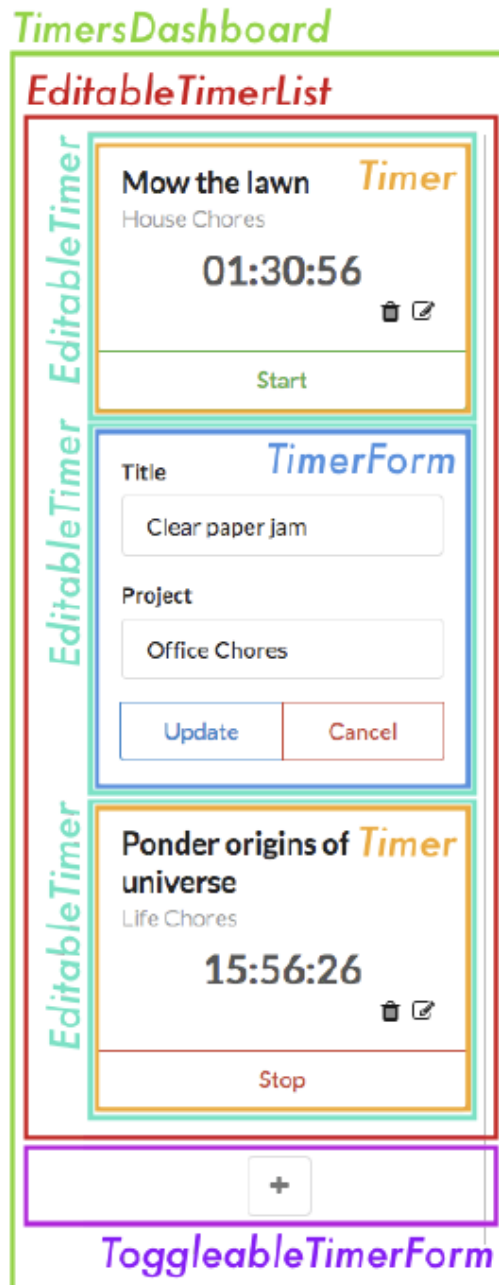 TimersDashboard
EditableTimerList
EditableTimer
Mow the lawn
Timer
House Chores
01:30:56
Start
EditableTimer
TimerForm
Title
Clear paper jam
Project
Office Chores
Update
Cancel
EditableTimer
Ponder origins of
Timer
universe
Life Chores
15:56:26
Stop
+
ToggleableTimerForm